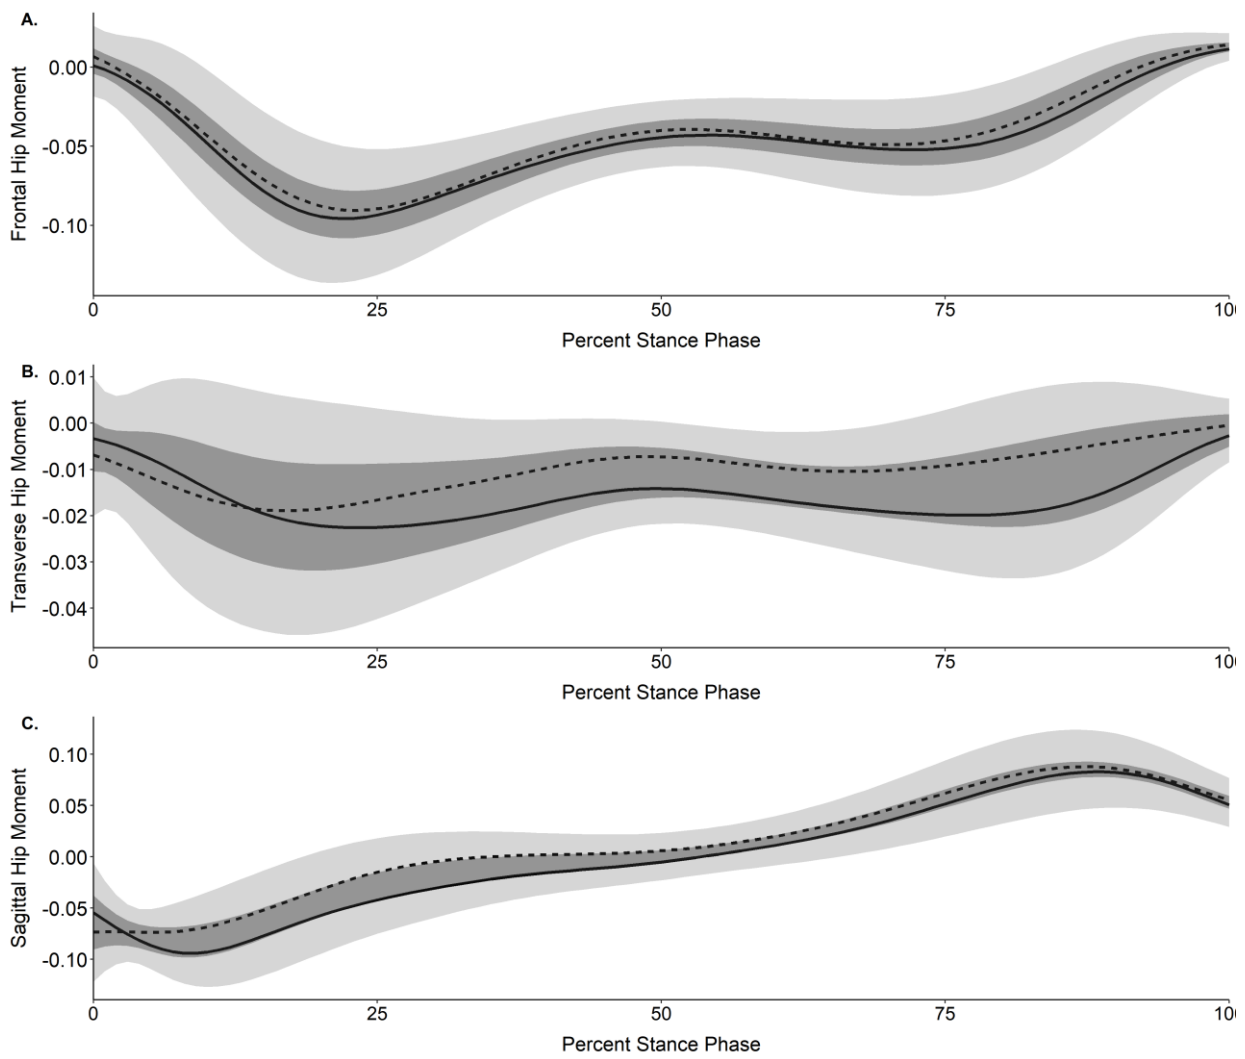 A.
Frontal Hip Moment
0.00
-0.05
-0.10
0 25 50 75 100
Percent Stance Phase
B.
Transverse Hip Moment
0.01
0.00
-0.01
-0.02
-0.03
-0.04
0 25 50 75 100
Percent Stance Phase
C.
Sagittal Hip Moment
0.10
0.05
0.00
-0.05
-0.10
0 25 50 75 100
Percent Stance Phase